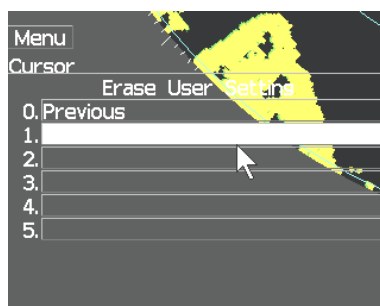 Menu
Cursor
Erase User Setting
0. Previous
1.
2.
3.
4.
5.